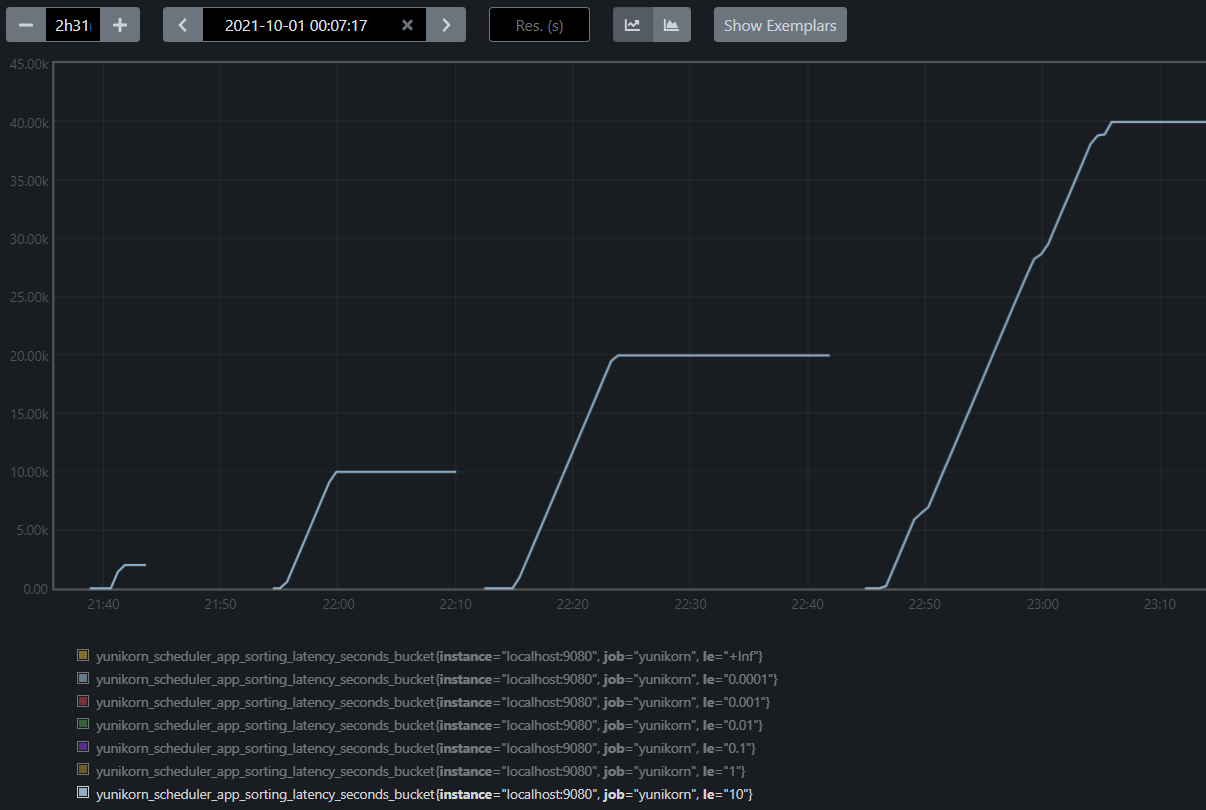 2h31
2021-10-01 00:07:17
Res. (s)
Show Exemplars
45.00k
40.00k
35.00k
30.00k
25.00k
20.00k
15.00k
10.00k
5.00k
0.00
21:40 21:50 22:00 22:10 22:20 22:30 22:40 22:50 23:00 23:10
yunikorn_scheduler_app_sorting_latency_seconds_bucket{instance="localhost:9080", job="yunikorn", le="+Inf"}
yunikorn_scheduler_app_sorting_latency_seconds_bucket{instance="localhost:9080", job="yunikorn", le="0.0001"}
yunikorn_scheduler_app_sorting_latency_seconds_bucket{instance="localhost:9080", job="yunikorn", le="0.001"}
yunikorn_scheduler_app_sorting_latency_seconds_bucket{instance="localhost:9080", job="yunikorn", le="0.01"}
yunikorn_scheduler_app_sorting_latency_seconds_bucket{instance="localhost:9080", job="yunikorn", le="0.1"}
yunikorn_scheduler_app_sorting_latency_seconds_bucket{instance="localhost:9080", job="yunikorn", le="1"}
yunikorn_scheduler_app_sorting_latency_seconds_bucket{instance="localhost:9080", job="yunikorn", le="10"}